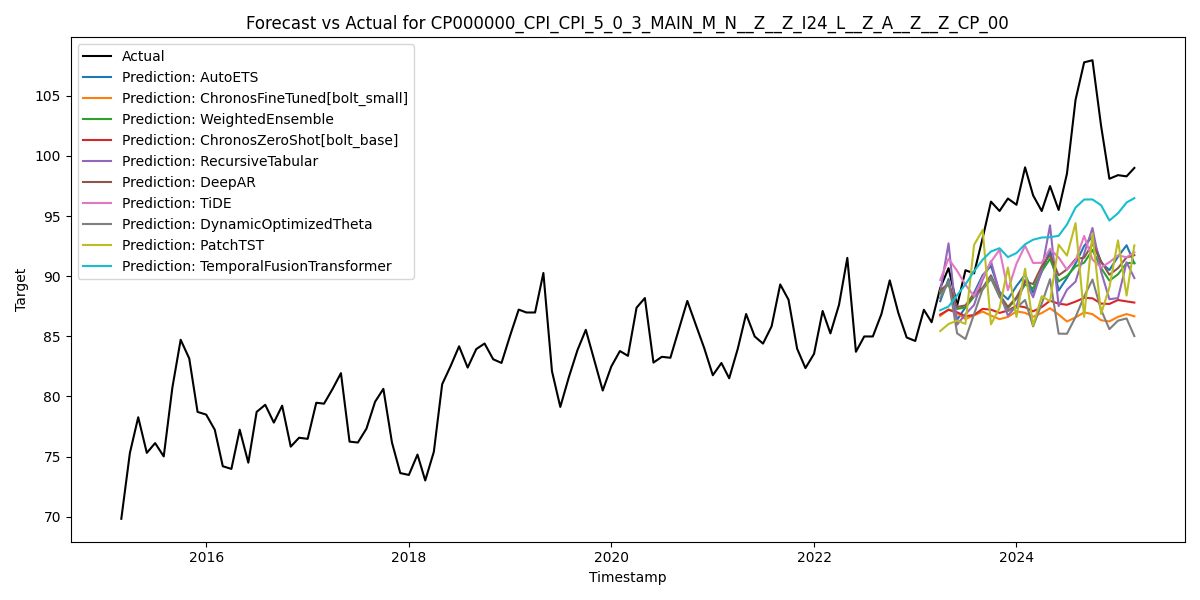 Forecast vs Actual for CP000000_CPI_CPI_5_0_3_MAIN_M_N__Z__Z_I24_L__Z_A__Z__Z_CP_00
Actual
Prediction: AutoETS
Prediction: ChronosFineTuned[bolt_small]
Prediction: WeightedEnsemble
Prediction: ChronosZeroShot[bolt_base]
Prediction: RecursiveTabular
Prediction: DeepAR
Prediction: TiDE
Prediction: DynamicOptimizedTheta
Prediction: PatchTST
Prediction: TemporalFusionTransformer
Target
105
100
95
90
85
80
75
70
2016
2018
2020
2022
2024
Timestamp